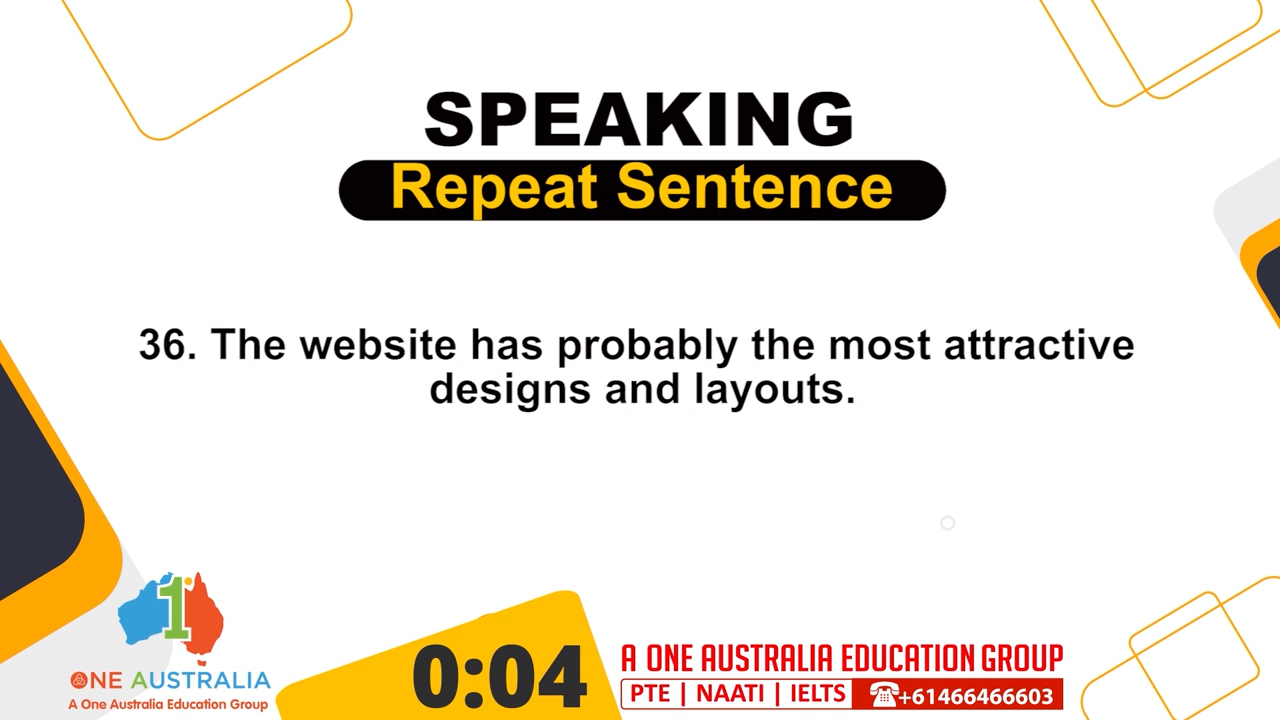 SPEAKING
Repeat Sentence
36. The website has probably the most attractive
designs and layouts.
1
ONE AUSTRALIA
A One Australia Education Group
0:04
A ONE AUSTRALIA EDUCATION GROUP
PTE | NAATI | IELTS
+61466466603